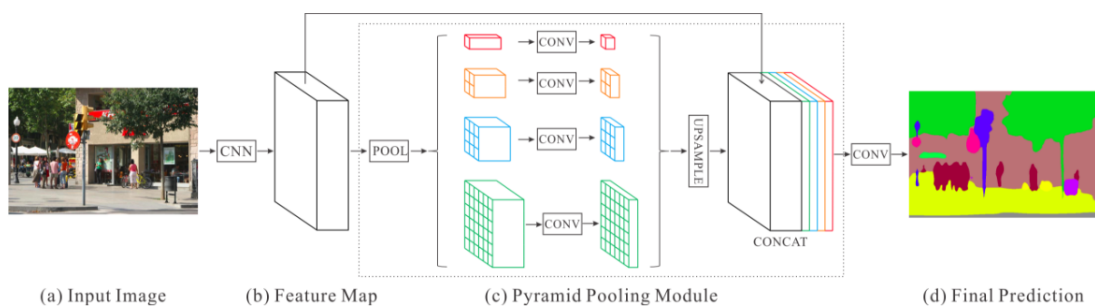 CNN
POOL
CONV
CONV
CONV
CONV
UPSAMPLE
CONCAT
CONV
(a) Input Image
(b) Feature Map
(c) Pyramid Pooling Module
(d) Final Prediction